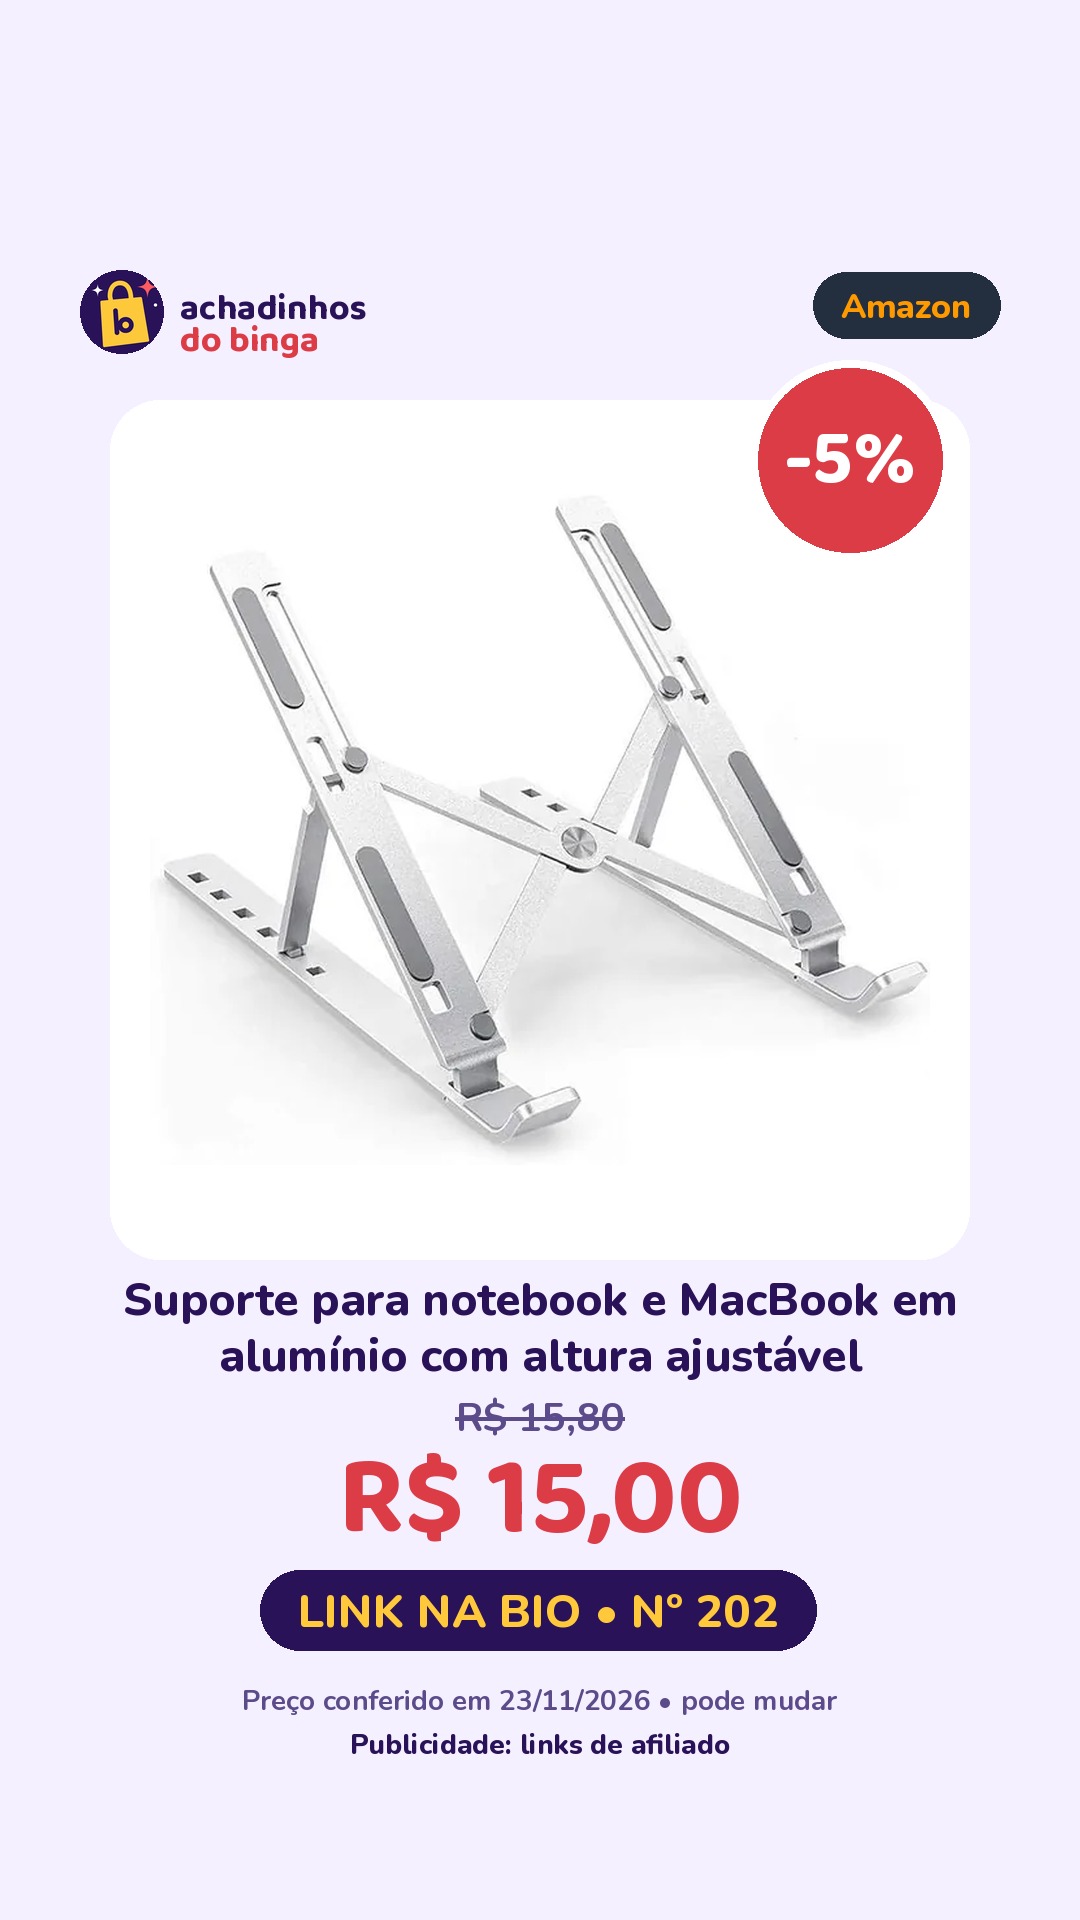 achadinhos
do binga
b
Amazon
-5%
Suporte para notebook e MacBook em
alumínio com altura ajustável
R$ 15,80
R$ 15,00
LINK NA BIO • Nº 202
Preço conferido em 23/11/2026 • pode mudar
Publicidade: links de afiliado